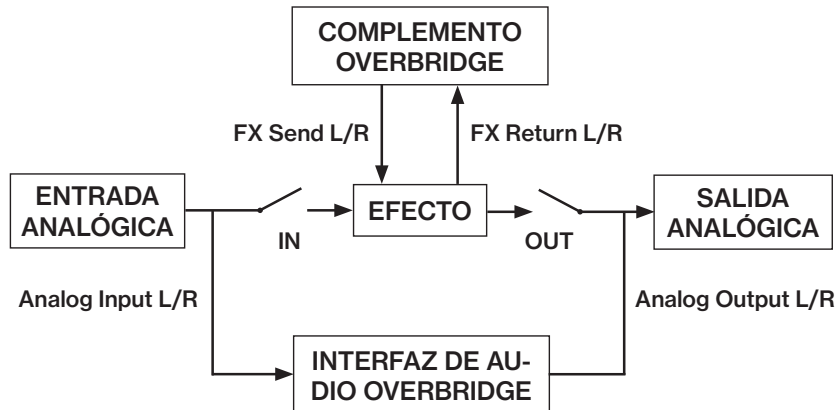 COMPLEMENTO
OVERBRIDGE
FX Send L/R
FX Return L/R
ENTRADA
ANALÓGICA
EFECTO
SALIDA
ANALÓGICA
IN
OUT
Analog Input L/R
Analog Output L/R
INTERFAZ DE AU-
DIO OVERBRIDGE